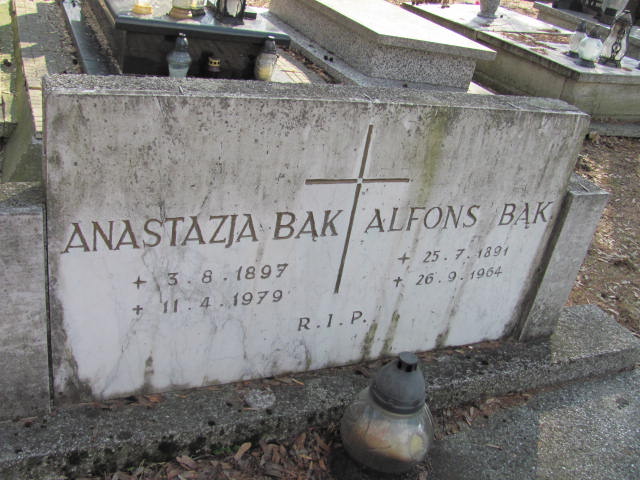 ANASTAZJA BĄK
+ 3.8.1897
+ 11.4.1979
ALFONS BĄK
+ 25.7.1891
+ 26.9.1964
R.I.P.